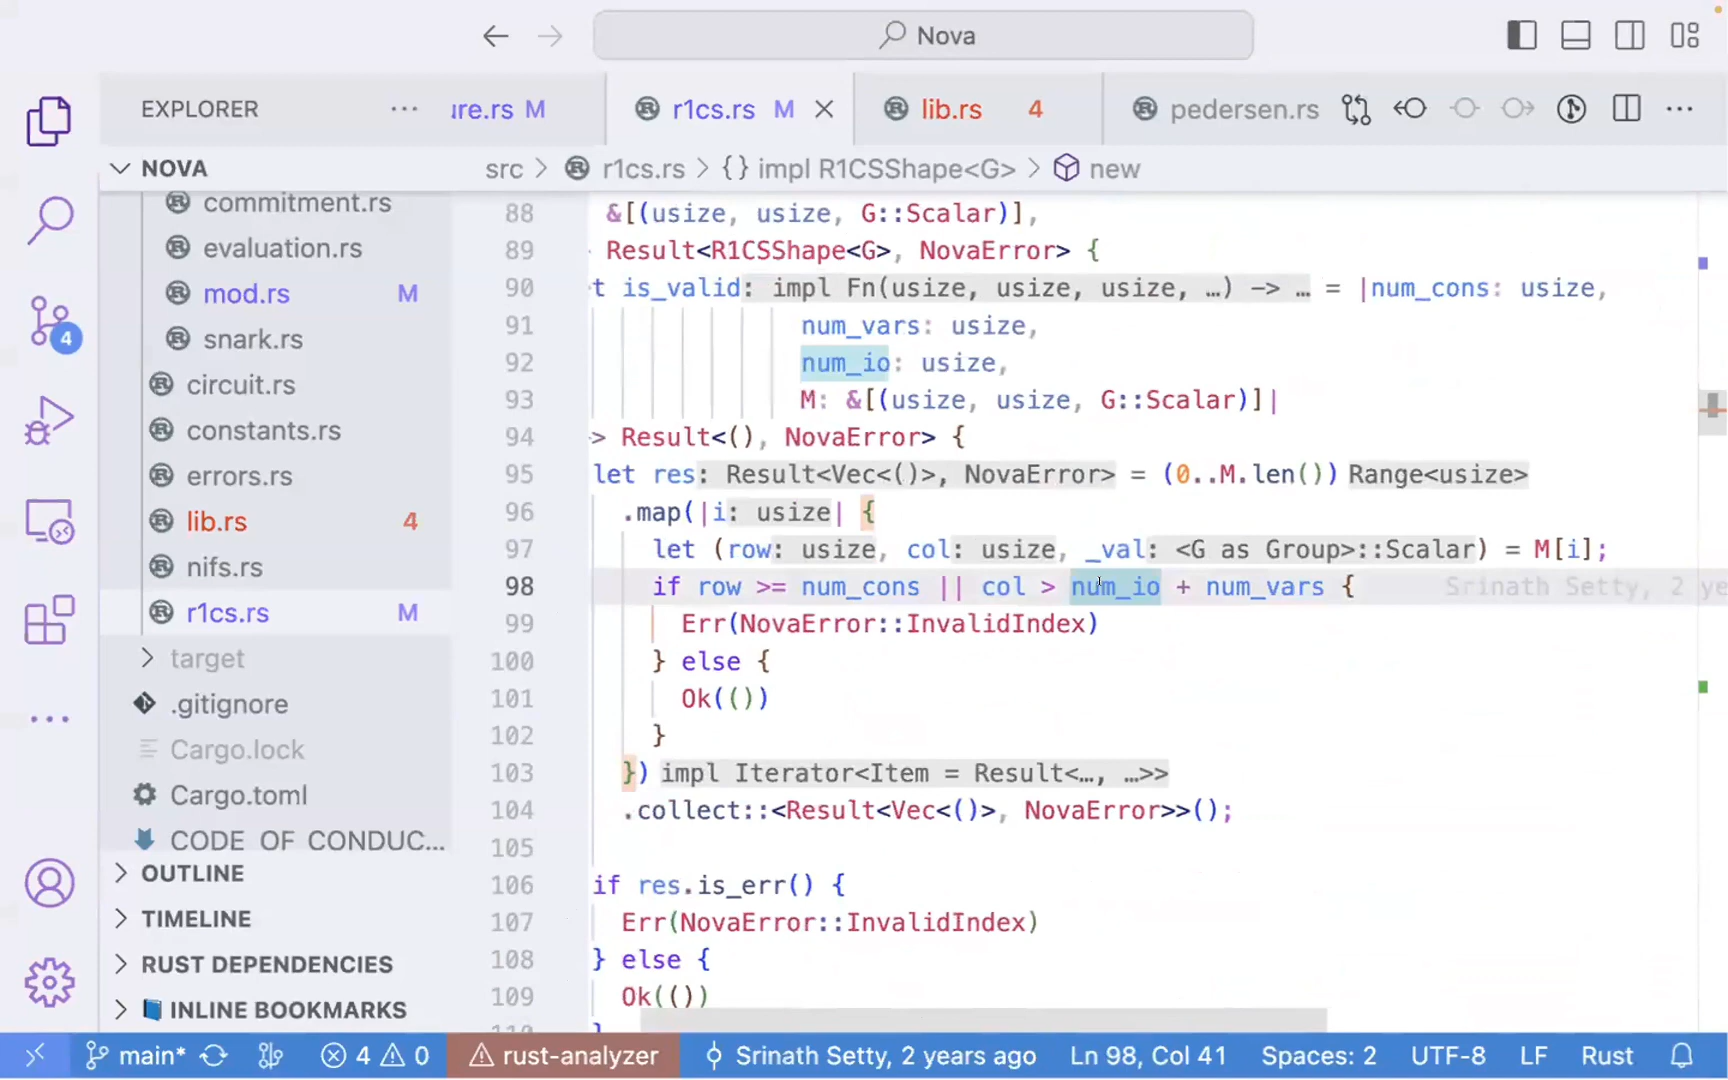 Nova
EXPLORER
ure.rs M
r1cs.rs M
lib.rs 4
pedersen.rs
NOVA
src > r1cs.rs > {} impl R1CSShape<G> > new
commitment.rs
evaluation.rs
mod.rs M
snark.rs
circuit.rs
constants.rs
errors.rs
lib.rs 4
nifs.rs
r1cs.rs M
target
.gitignore
Cargo.lock
Cargo.toml
CODE_OF_CONDUC...
OUTLINE
TIMELINE
RUST DEPENDENCIES
INLINE BOOKMARKS
4
88 &[(usize, usize, G::Scalar)],
89 Result<R1CSShape<G>, NovaError> {
90 t is_valid: impl Fn(usize, usize, usize, …) -> … = |num_cons: usize,
91 num_vars: usize,
92 num_io: usize,
93 M: &[(usize, usize, G::Scalar)]|
94 > Result<(), NovaError> {
95 let res: Result<Vec<()>, NovaError> = (0..M.len()) Range<usize>
96 .map(|i: usize| {
97 let (row: usize, col: usize, _val: <G as Group>::Scalar) = M[i];
98 if row >= num_cons || col > num_io + num_vars { Srinath Setty, 2 ye
99 Err(NovaError::InvalidIndex)
100 } else {
101 Ok(())
102 }
103 }) impl Iterator<Item = Result<…, …>>
104 .collect::<Result<Vec<()>, NovaError>>();
105
106 if res.is_err() {
107 Err(NovaError::InvalidIndex)
108 } else {
109 Ok(())
110 }
main* 4 0 rust-analyzer Srinath Setty, 2 years ago Ln 98, Col 41 Spaces: 2 UTF-8 LF Rust